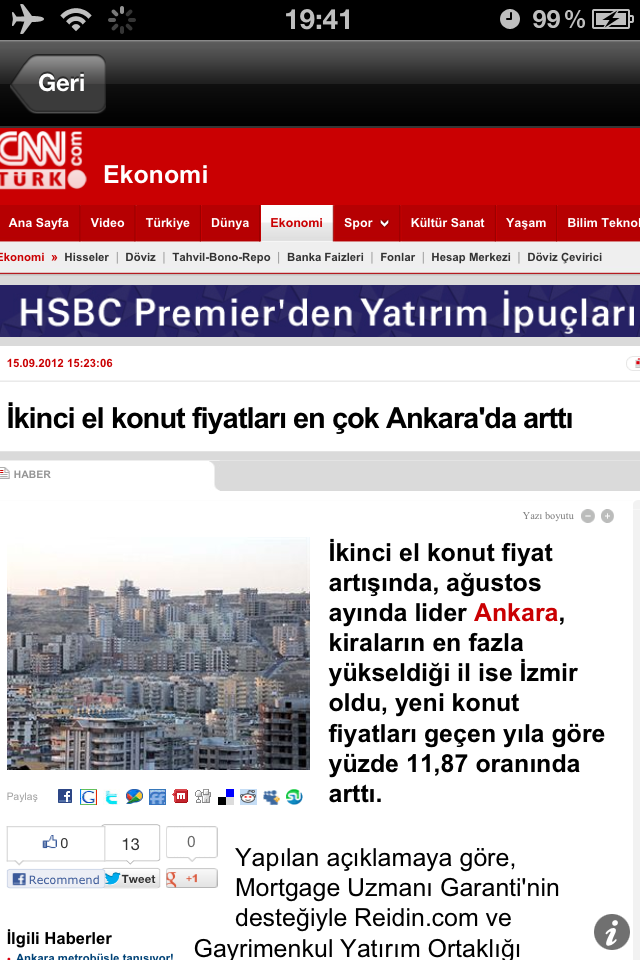 19:41
99 %
Geri
CNN.com
TÜRK
Ekonomi
Ana Sayfa Video Türkiye Dünya Ekonomi Spor Kültür Sanat Yaşam Bilim Teknol
Ekonomi » Hisseler | Döviz | Tahvil-Bono-Repo | Banka Faizleri | Fonlar | Hesap Merkezi | Döviz Çevirici
HSBC Premier'den Yatırım İpuçları
15.09.2012 15:23:06
İkinci el konut fiyatları en çok Ankara'da arttı
HABER
Yazı boyutu
İkinci el konut fiyat
artışında, ağustos
ayında lider Ankara,
kiraların en fazla
yükseldiği il ise İzmir
oldu, yeni konut
fiyatları geçen yıla göre
yüzde 11,87 oranında
arttı.
Paylaş
0 13 0
Recommend Tweet +1
Yapılan açıklamaya göre,
Mortgage Uzmanı Garanti'nin
desteğiyle Reidin.com ve
Gayrimenkul Yatırım Ortaklığı
İlgili Haberler
Ankara metrobüsle tanışıyor!